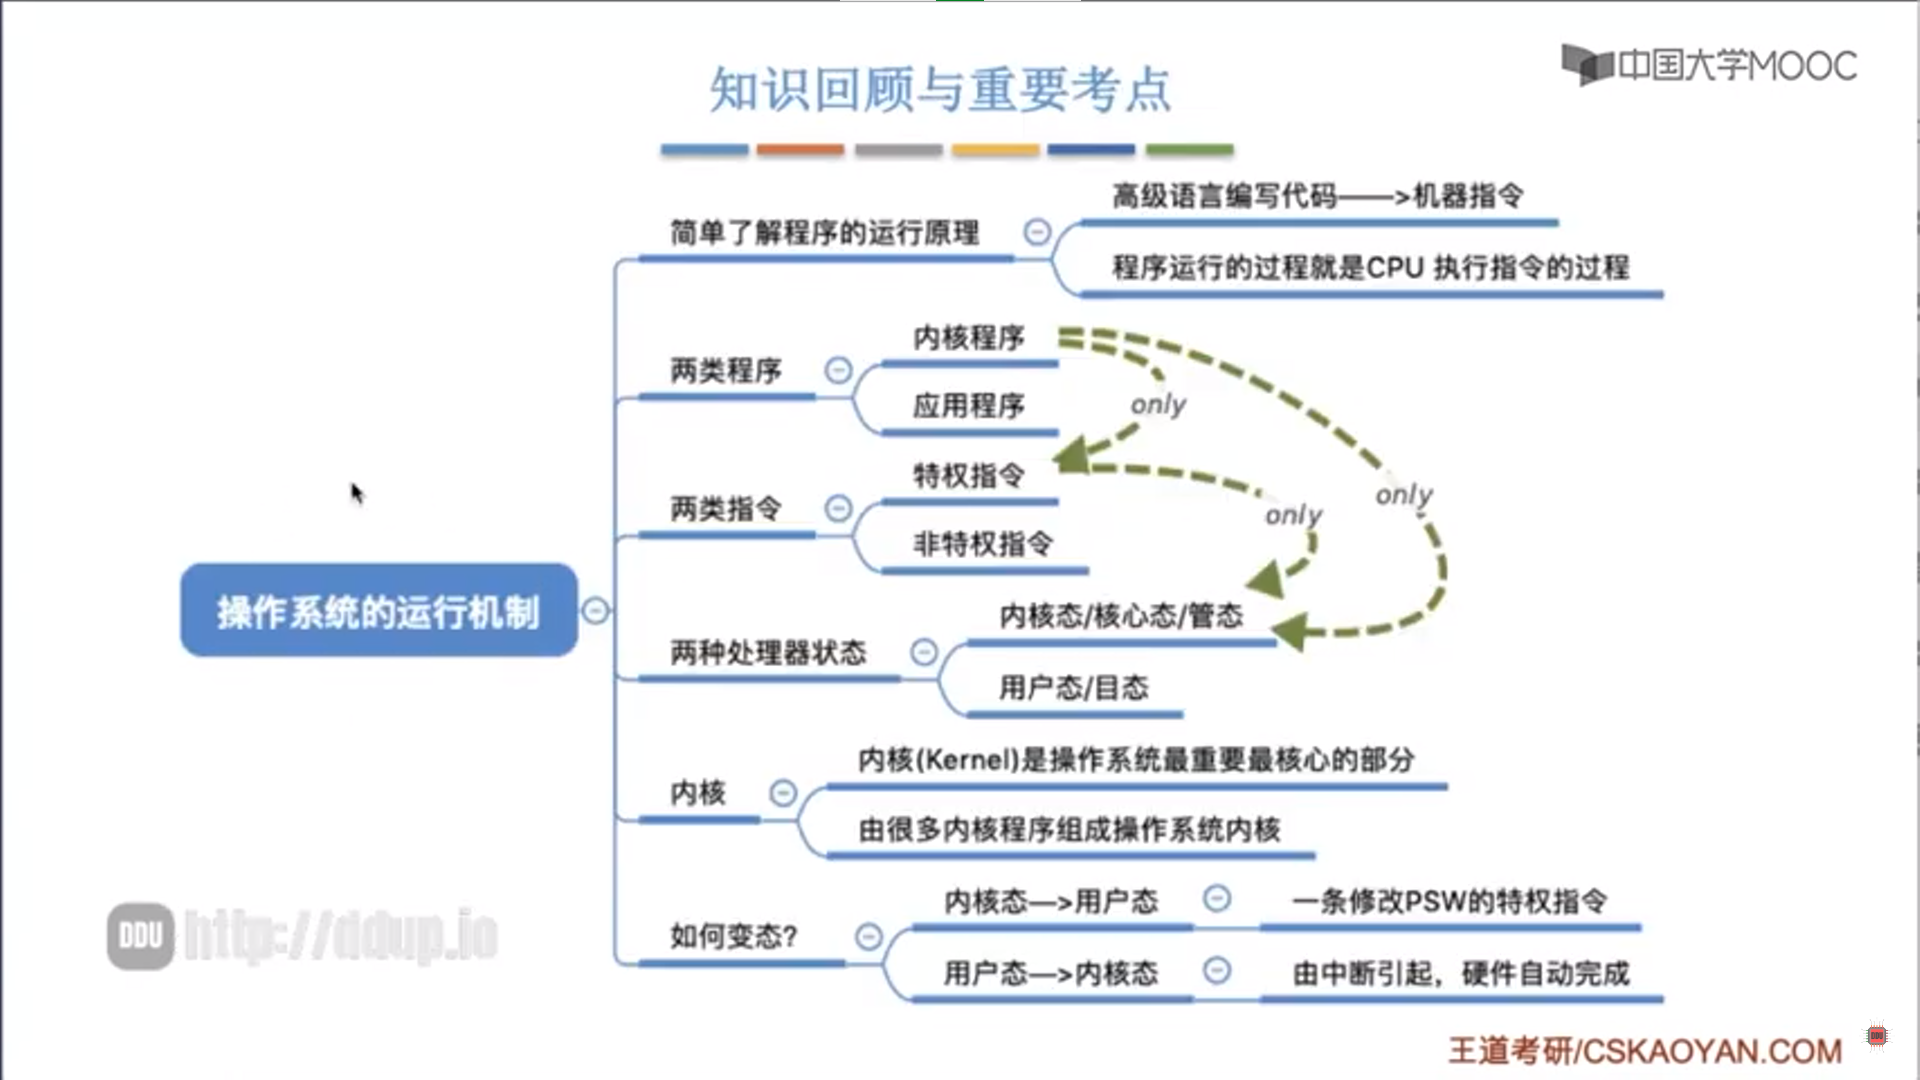 中国大学MOOC
知识回顾与重要考点
高级语言编写代码——>机器指令
简单了解程序的运行原理
程序运行的过程就是CPU 执行指令的过程
内核程序
两类程序
应用程序
only
特权指令
两类指令
only
only
非特权指令
操作系统的运行机制
内核态/核心态/管态
两种处理器状态
用户态/目态
内核(Kernel)是操作系统最重要最核心的部分
内核
由很多内核程序组成操作系统内核
内核态—>用户态
一条修改PSW的特权指令
如何变态?
用户态—>内核态
由中断引起，硬件自动完成
DDU http://ddup.io
王道考研/CSKAOYAN.COM